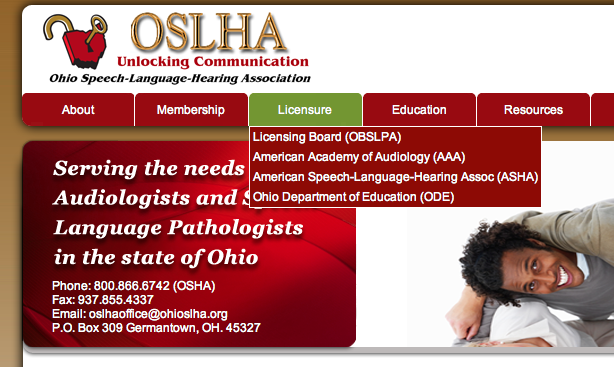 OSLHA
Unlocking Communication
Ohio Speech-Language-Hearing Association
About
Membership
Licensure
Education
Resources
Licensing Board (OBSLPA)
American Academy of Audiology (AAA)
American Speech-Language-Hearing Assoc (ASHA)
Ohio Department of Education (ODE)
Serving the needs
Audiologists and
Language Pathologists
in the state of Ohio
Phone: 800.866.6742 (OSHA)
Fax: 937.855.4337
Email: oslhaoffice@ohioslha.org
P.O. Box 309 Germantown, OH. 45327